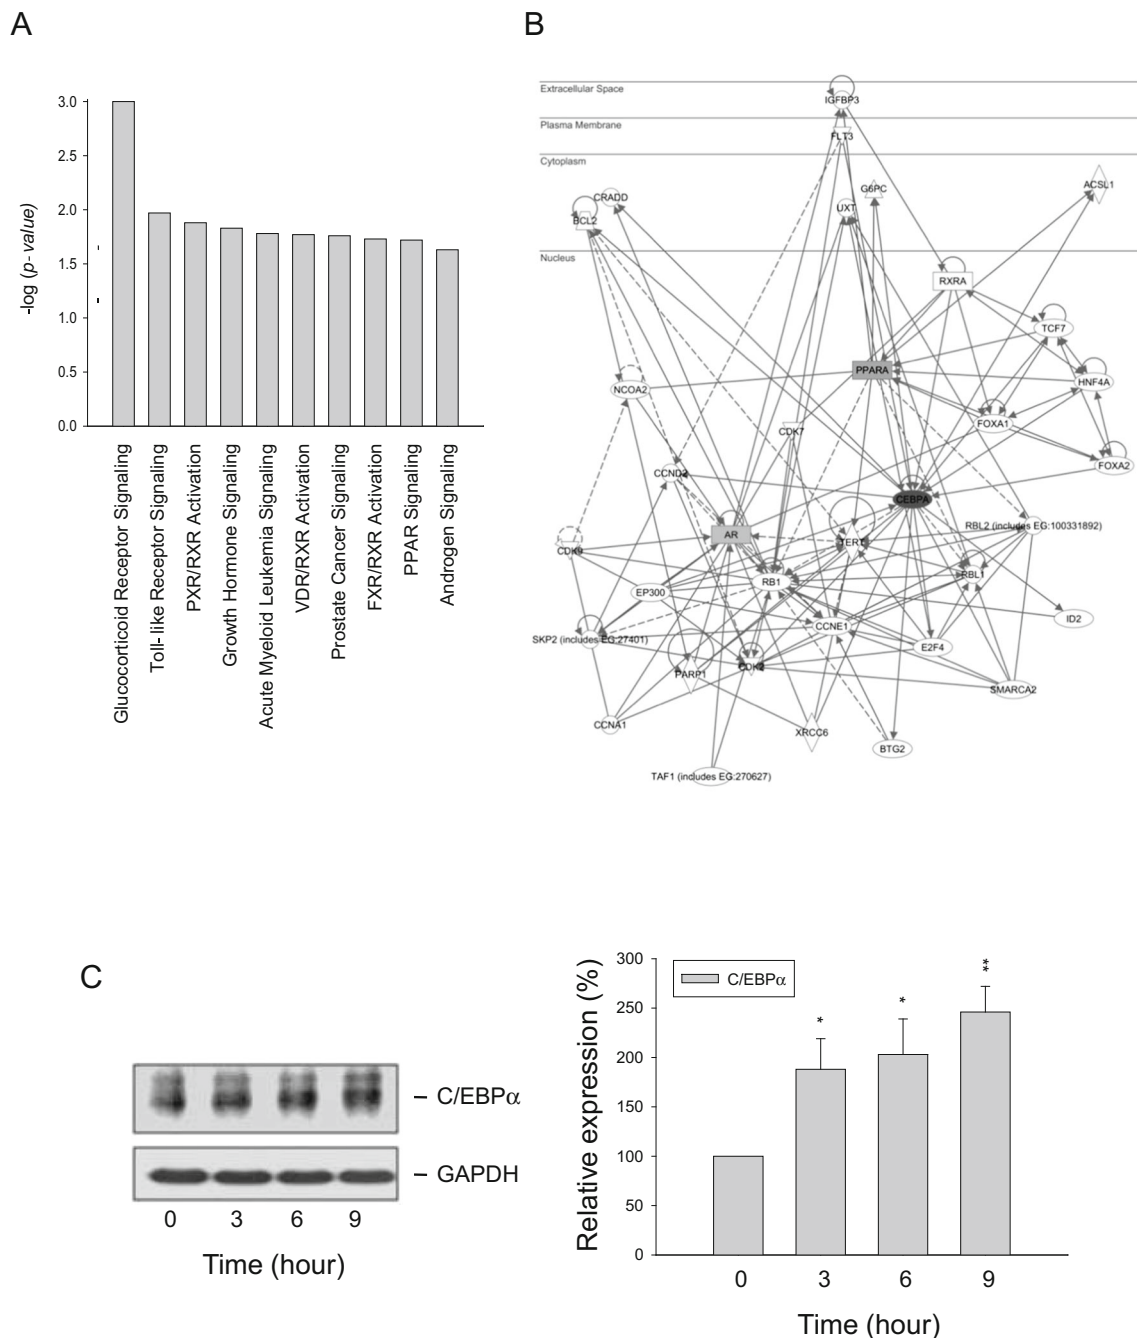 A
B
-log (p-value)
3.0
2.5
2.0
1.5
1.0
0.5
0.0
Glucocorticoid Receptor Signaling
Toll-like Receptor Signaling
PXR/RXR Activation
Growth Hormone Signaling
Acute Myeloid Leukemia Signaling
VDR/RXR Activation
Prostate Cancer Signaling
FXR/RXR Activation
PPAR Signaling
Androgen Signaling
Extracellular Space
IGFBP3
Plasma Membrane
FLT3
Cytoplasm
ACSL1
G6PC
CRADD
UXT
BCL2
Nucleus
RXRA
TCF7
PPARA
HNF4A
NCOA2
FOXA1
CDK7
FOXA2
CCND2
CEBPA
RBL2 (includes EG:100331892)
AR
TERT
CDK9
RBL1
RB1
EP300
ID2
CCNE1
SKP2 (includes EG:27401)
E2F4
CDK2
PARP1
SMARCA2
CCNA1
XRCC6
BTG2
TAF1 (includes EG:270627)
C
C/EBPα
GAPDH
0 3 6 9
Time (hour)
Relative expression (%)
300
250
200
150
100
50
0
C/EBPα
* * **
0 3 6 9
Time (hour)